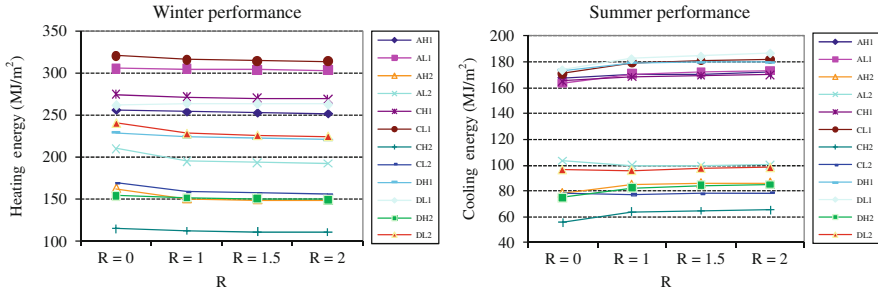 Winter performance
Heating energy (MJ/m²)
350
300
250
200
150
100
R = 0
R = 1
R = 1.5
R = 2
R
AH1
AL1
AH2
AL2
CH1
CL1
CH2
CL2
DH1
DL1
DH2
DL2
Summer performance
Cooling energy (MJ/m²)
200
180
160
140
120
100
80
60
40
R = 0
R = 1
R = 1.5
R = 2
R
AH1
AL1
AH2
AL2
CH1
CL1
CH2
CL2
DH1
DL1
DH2
DL2